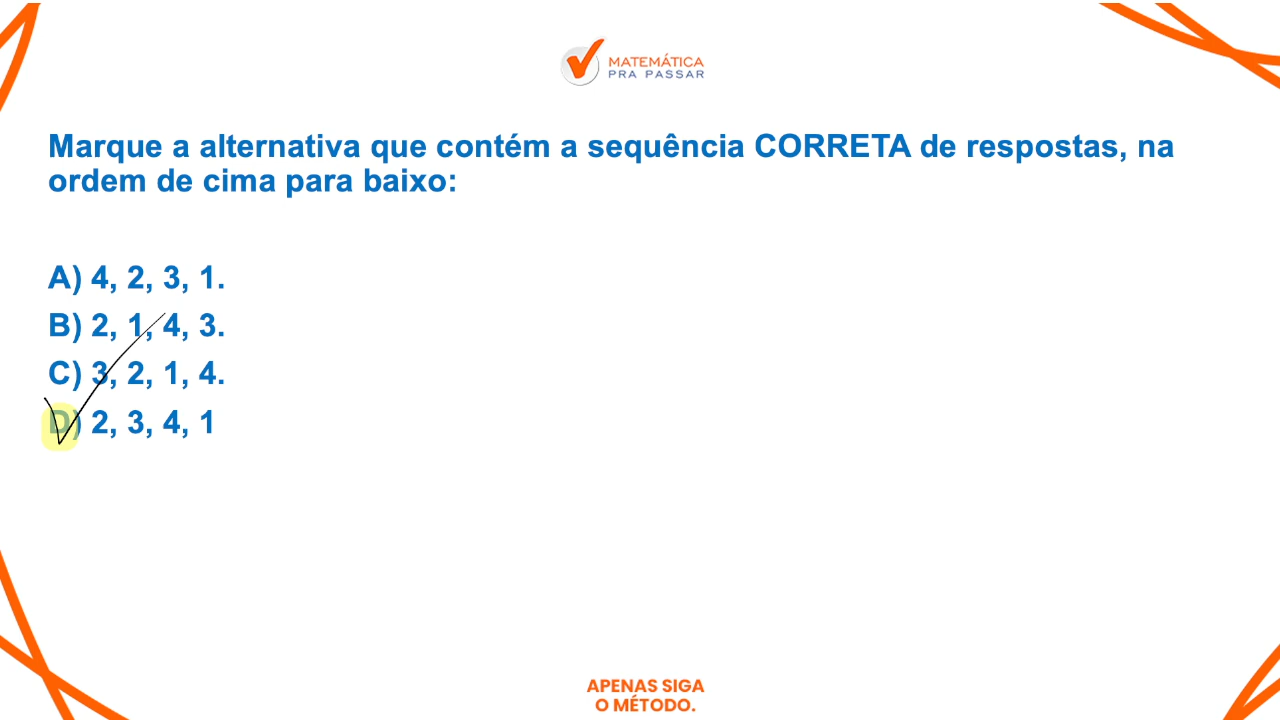 MATEMÁTICA
PRA PASSAR
Marque a alternativa que contém a sequência CORRETA de respostas, na
ordem de cima para baixo:
A) 4, 2, 3, 1.
B) 2, 1, 4, 3.
C) 3, 2, 1, 4.
D) 2, 3, 4, 1
APENAS SIGA
O MÉTODO.